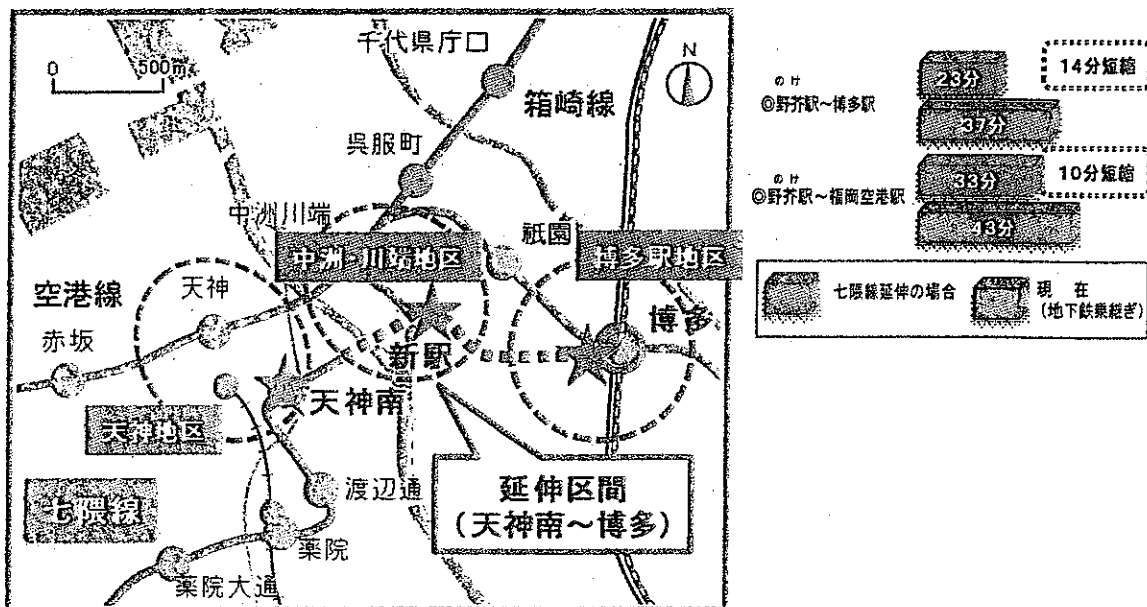 千代県庁口
N
0 500m
箱崎線
呉服町
中洲川端
祇園
中洲・川端地区
博多駅地区
空港線
天神
博多
赤坂
新駅
天神南
天神地区
延伸区間
(天神南～博多)
渡辺通
七隈線
薬院
薬院大通
23分
14分短縮
のけ
◎野芥駅～博多駅
37分
33分
10分短縮
のけ
◎野芥駅～福岡空港駅
43分
七隈線延伸の場合
現在
(地下鉄乗継ぎ)